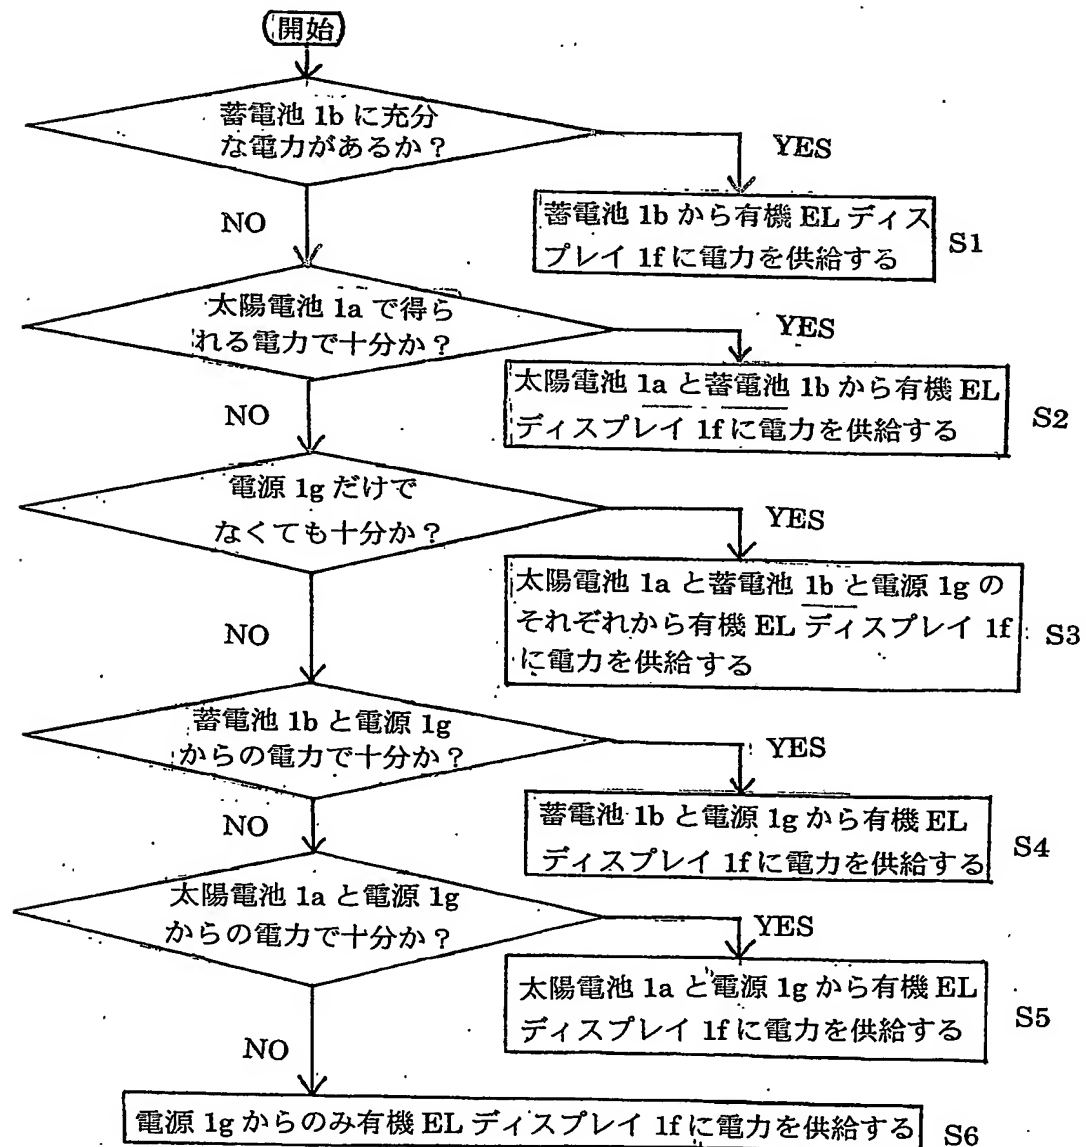 開始
蓄電池 1b に充分
な電力があるか？
YES
NO
蓄電池 1b から有機 EL ディス
プレイ 1f に電力を供給する
S1
太陽電池 1a で得ら
れる電力で十分か？
YES
NO
太陽電池 1a と蓄電池 1b から有機 EL
ディスプレイ 1f に電力を供給する
S2
電源 1g だけで
なくても十分か？
YES
NO
太陽電池 1a と蓄電池 1b と電源 1g の
それぞれから有機 EL ディスプレイ 1f
に電力を供給する
S3
蓄電池 1b と電源 1g
からの電力で十分か？
YES
NO
蓄電池 1b と電源 1g から有機 EL
ディスプレイ 1f に電力を供給する
S4
太陽電池 1a と電源 1g
からの電力で十分か？
YES
NO
太陽電池 1a と電源 1g から有機 EL
ディスプレイ 1f に電力を供給する
S5
電源 1g からのみ有機 EL ディスプレイ 1f に電力を供給する
S6